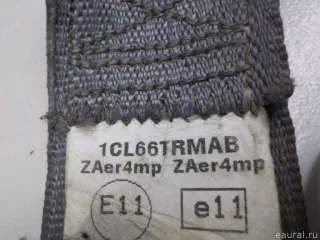 1CL66TRMAB
ZAer4mp ZAer4mp
E11 e11
eaural.ru